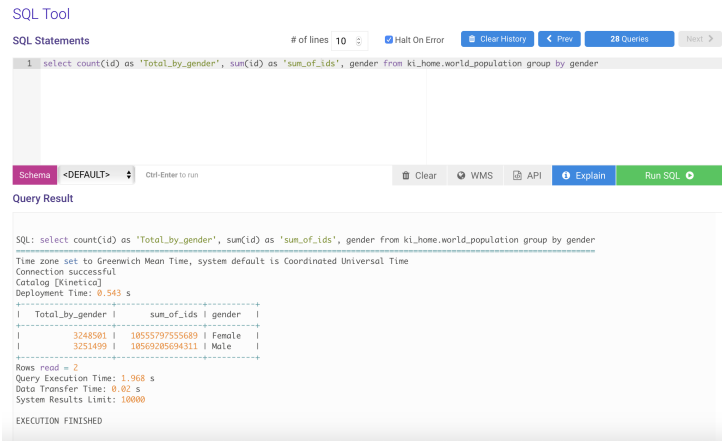 SQL Tool
SQL Statements
# of lines 10 Halt On Error Clear History Prev 28 Queries Next
1 select count(id) as 'Total_by_gender', sum(id) as 'sum_of_ids', gender from ki_home.world_population group by gender
Schema <DEFAULT> Ctrl-Enter to run Clear WMS API Explain Run SQL
Query Result
SQL: select count(id) as 'Total_by_gender', sum(id) as 'sum_of_ids', gender from ki_home.world_population group by gender
================================================================================
Time zone set to Greenwich Mean Time, system default is Coordinated Universal Time
Connection successful
Catalog [Kinetica]
Deployment Time: 0.543 s
+-----------------+----------------+---------+
| Total_by_gender | sum_of_ids | gender |
+-----------------+----------------+---------+
| 3248501 | 10555797555689 | Female |
| 3251499 | 10569205694311 | Male |
+-----------------+----------------+---------+
Rows read = 2
Query Execution Time: 1.968 s
Data Transfer Time: 0.02 s
System Results Limit: 10000
EXECUTION FINISHED